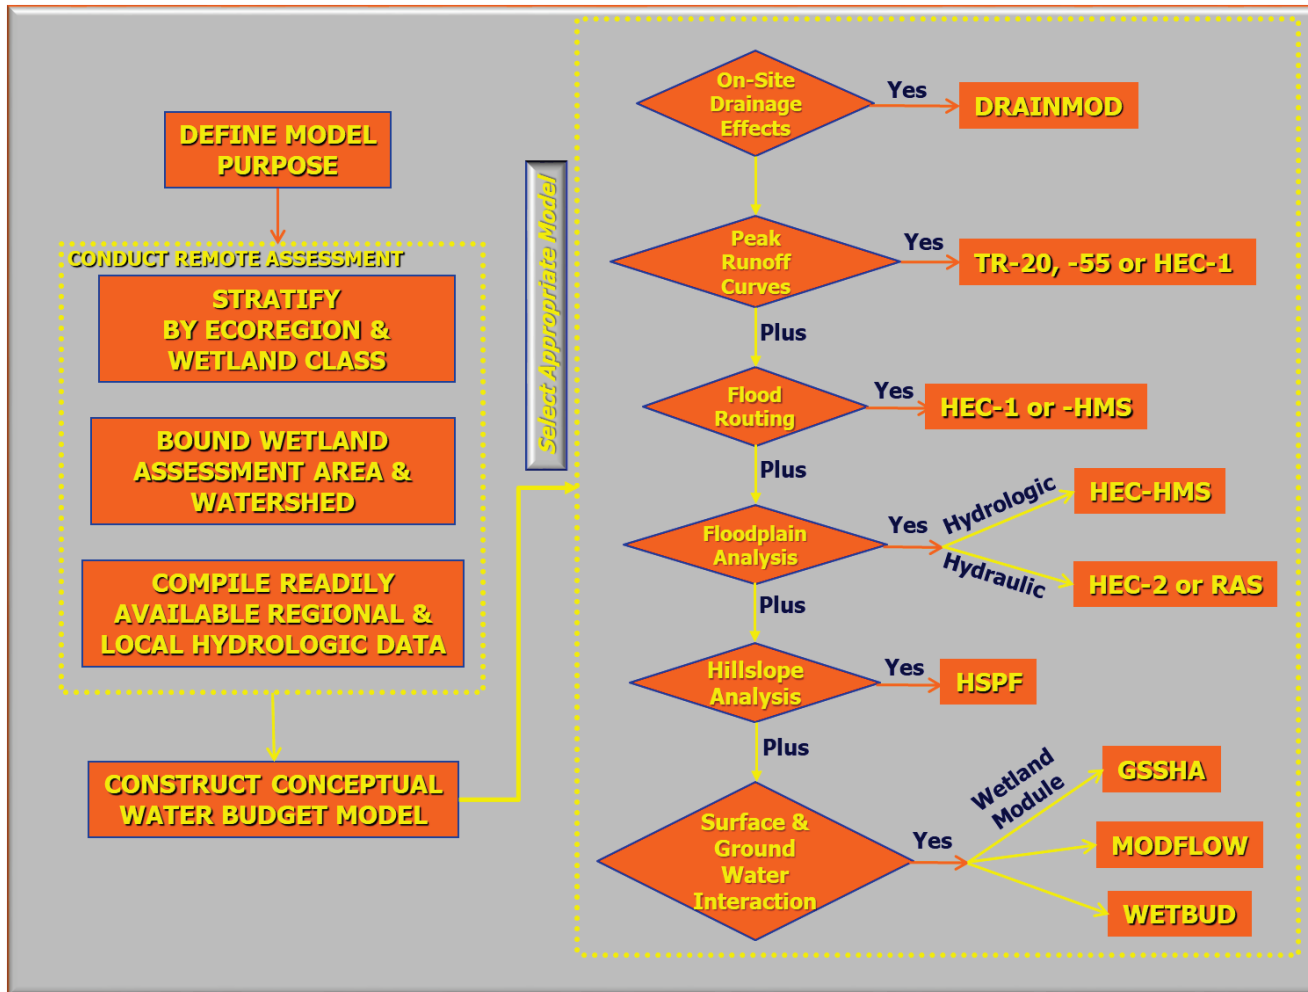 DEFINE MODEL
PURPOSE
CONDUCT REMOTE ASSESSMENT
STRATIFY
BY ECOREGION &
WETLAND CLASS
BOUND WETLAND
ASSESSMENT AREA &
WATERSHED
COMPILE READILY
AVAILABLE REGIONAL &
LOCAL HYDROLOGIC DATA
CONSTRUCT CONCEPTUAL
WATER BUDGET MODEL
Select Appropriate Model
On-Site
Drainage
Effects
Yes
DRAINMOD
Peak
Runoff
Curves
Yes
TR-20, -55 or HEC-1
Plus
Flood
Routing
Yes
HEC-1 or -HMS
Plus
Floodplain
Analysis
Yes
Hydrologic
HEC-HMS
Hydraulic
HEC-2 or RAS
Plus
Hillslope
Analysis
Yes
HSPF
Plus
Surface &
Ground
Water
Interaction
Yes
Wetland
Module
GSSHA
MODFLOW
WETBUD